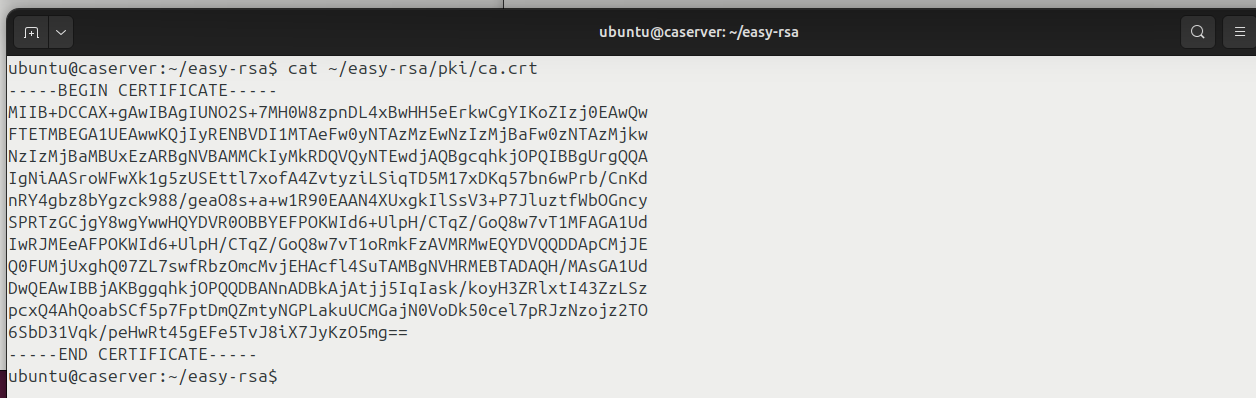 ubuntu@caserver: ~/easy-rsa
ubuntu@caserver:~/easy-rsa$ cat ~/easy-rsa/pki/ca.crt
-----BEGIN CERTIFICATE-----
MIIB+DCCAX+gAwIBAgIUNO2S+7MH0W8zpnDL4xBwHH5eErkwCgYIKoZIzj0EAwQw
FTETMBEGA1UEAwwKQjIyRENBVDI1MTAeFw0yNTAzMzEwNzIzMjBaFw0zNTAzMjkw
NzIzMjBaMBUxEzARBgNVBAMMCkIyMkRDQVQyNTEwdjAQBgcqhkjOPQIBBgUrgQQA
IgNiAASroWFwXk1g5zUSEttl7xofA4ZvtyziLSiqTD5M17xDKq57bn6wPrb/CnKd
nRY4gbz8bYgzck988/geaO8s+a+w1R90EAAN4XUxgkIlSsV3+P7JluztfWbOGncy
SPRTzGCjgY8wgYwwHQYDVR0OBBYEFPOKWId6+UlpH/CTqZ/GoQ8w7vT1MFAGA1Ud
IwRJMEeAFPOKWId6+UlpH/CTqZ/GoQ8w7vT1oRmkFzAVMRMwEQYDVQQDDApCMjJE
Q0FUMjUxghQ07ZL7swfRbzOmcMvjEHAcfl4SuTAMBgNVHRMEBTADAQH/MAsGA1Ud
DwQEAwIBBjAKBggqhkjOPQQDBANnADBkAjAtjj5IqIask/koyH3ZRlxtI43ZzLSz
pcxQ4AhQoabSCf5p7FptDmQZmtyNGPLakuUCMGajN0VoDk50cel7pRJzNzojz2TO
6SbD31Vqk/peHwRt45gEFe5TvJ8iX7JyKzO5mg==
-----END CERTIFICATE-----
ubuntu@caserver:~/easy-rsa$